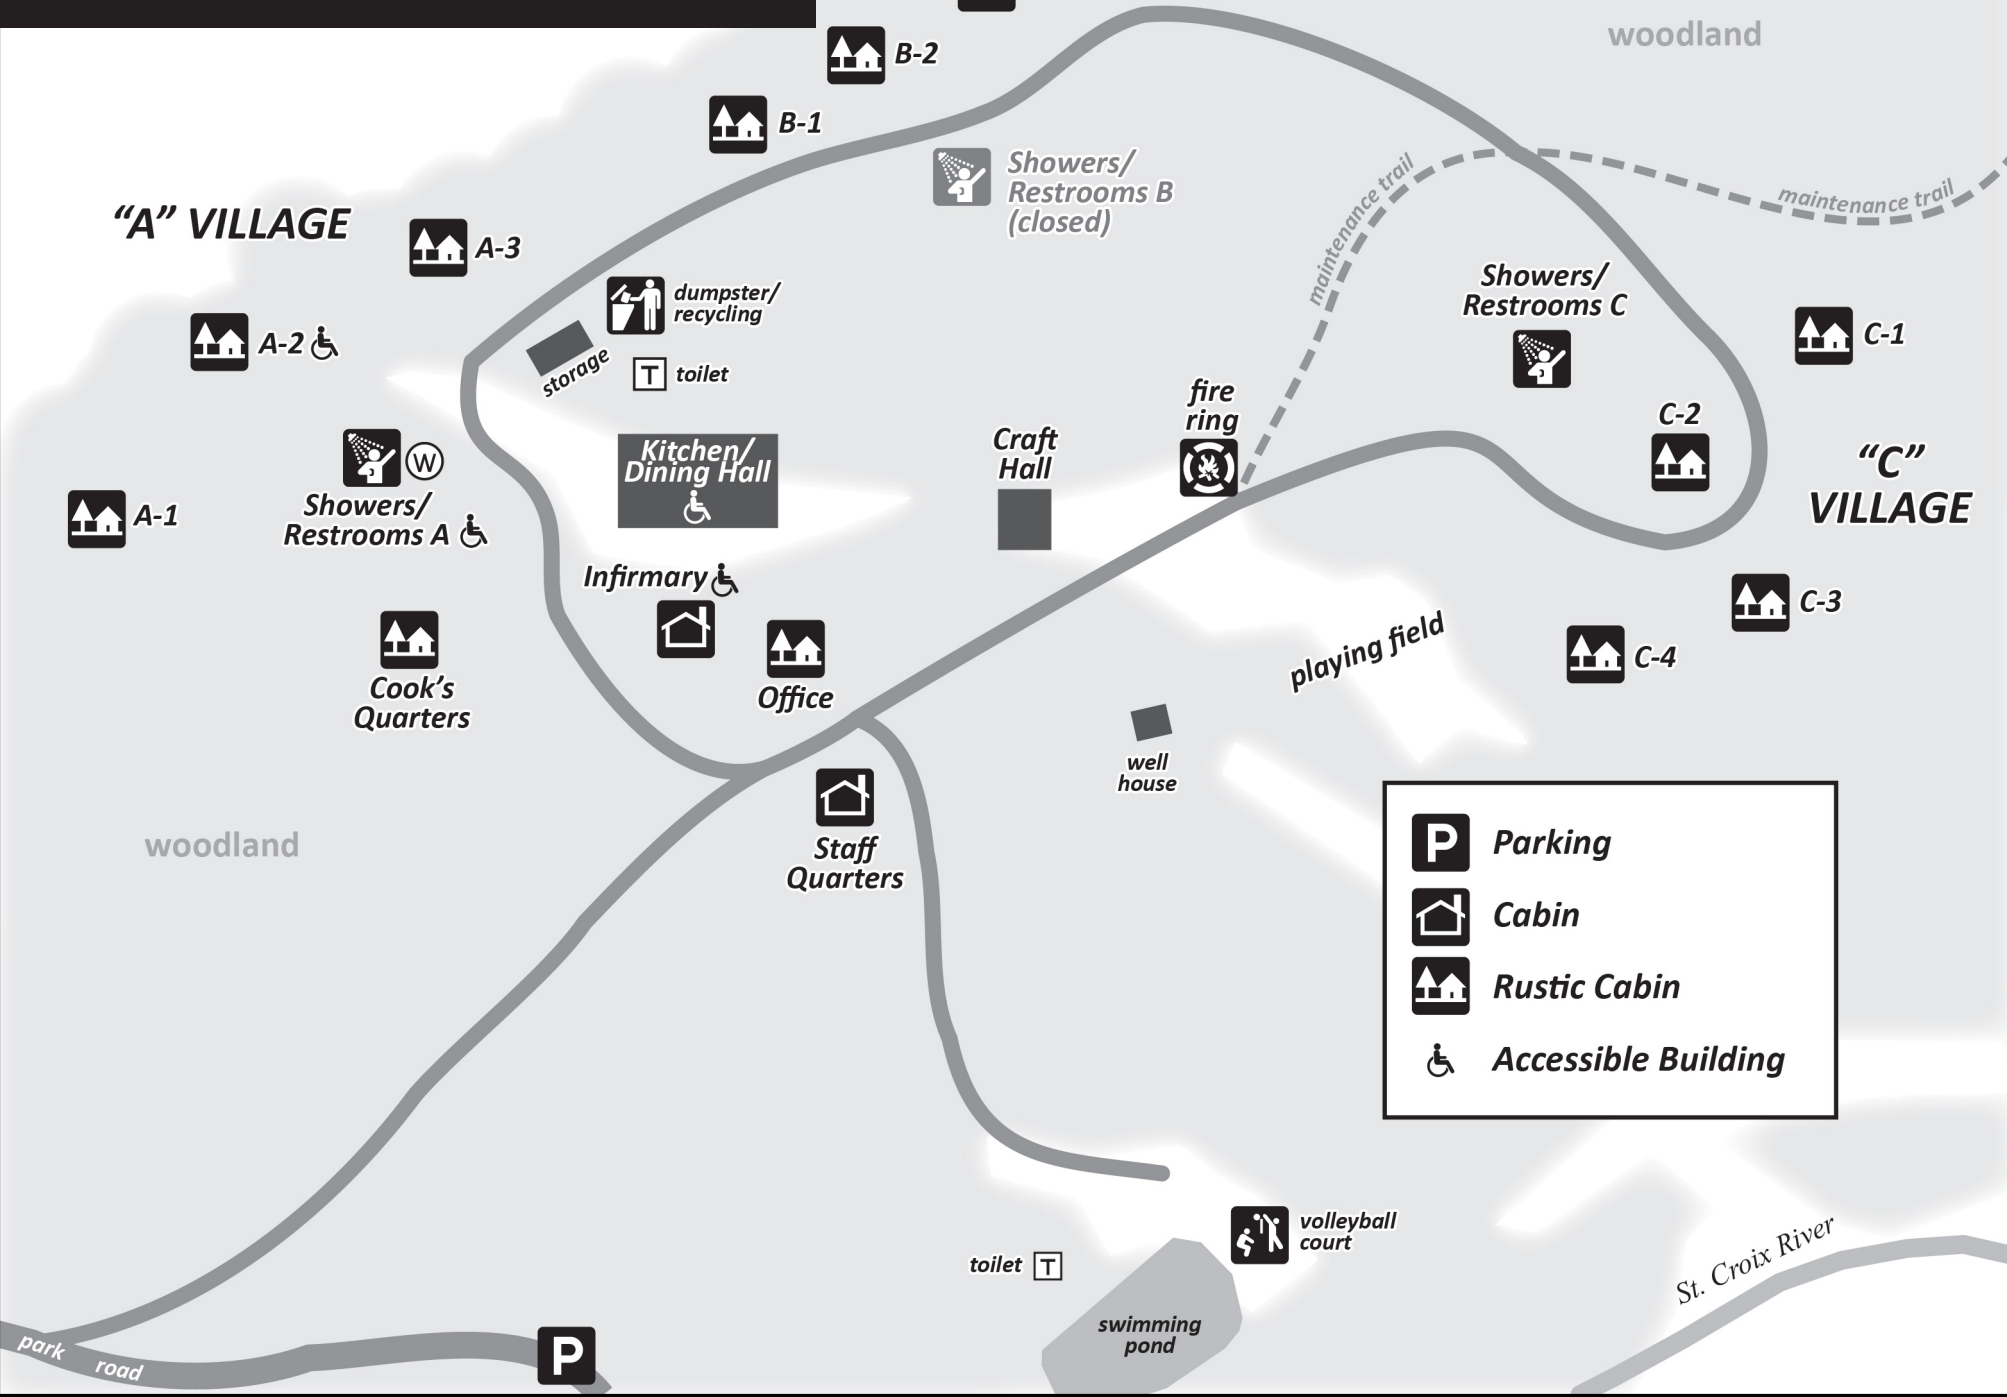 woodland
B-2
B-1
Showers/
Restrooms B
(closed)
maintenance trail
maintenance trail
“A” VILLAGE
A-3
dumpster/
recycling
Showers/
Restrooms C
A-2
storage
T toilet
C-1
fire
ring
C-2
Kitchen/
Dining Hall
Craft
Hall
“C”
VILLAGE
W
Showers/
Restrooms A
A-1
Infirmary
C-3
playing field
C-4
Cook’s
Quarters
Office
well
house
woodland
Staff
Quarters
P Parking
Cabin
Rustic Cabin
Accessible Building
volleyball
court
toilet T
St. Croix River
swimming
pond
park road
P